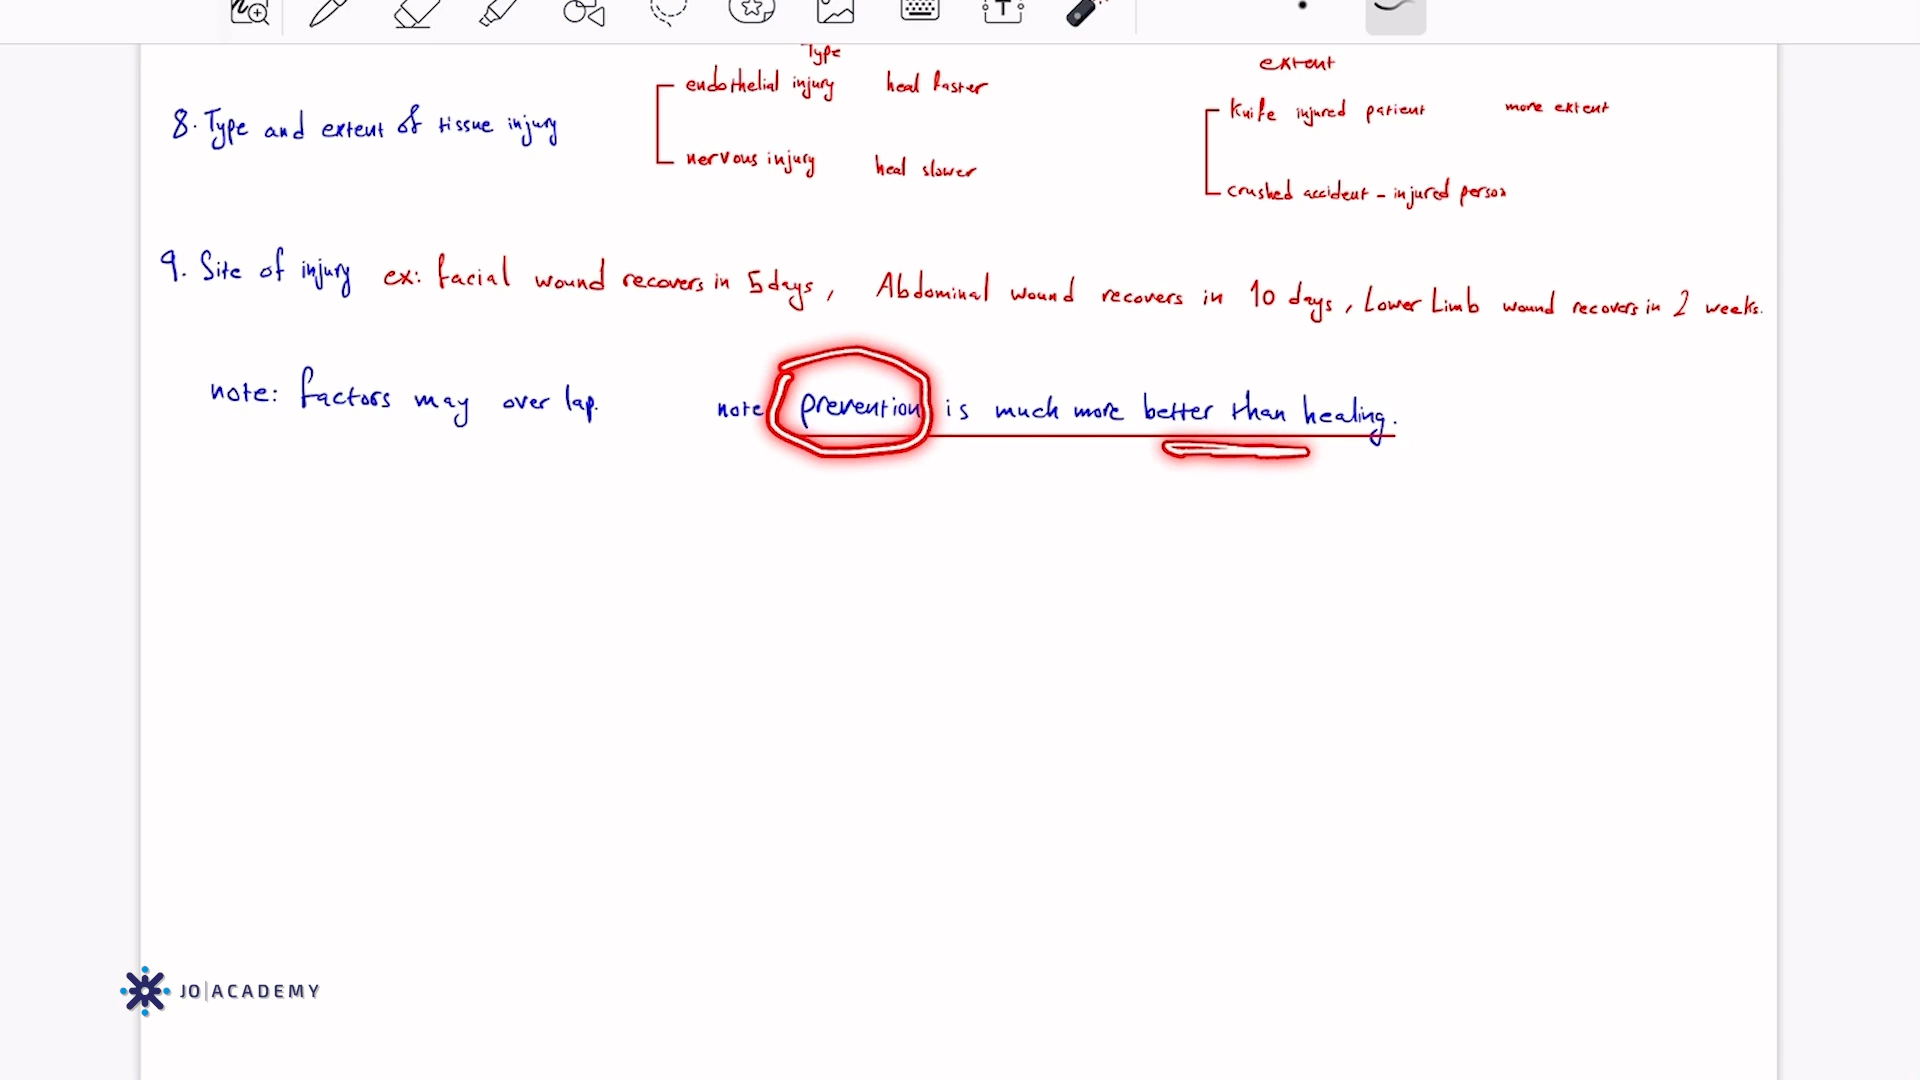 Type
extent
endothelial injury heal faster
Knife injured patient more extent
8. Type and extent of tissue injury
nervous injury heal slower
crushed accident - injured person
9. Site of injury ex: facial wound recovers in 5 days, Abdominal wound recovers in 10 days, Lower Limb wound recovers in 2 weeks.
note: factors may over lap. note prevention is much more better than healing.
JO|ACADEMY